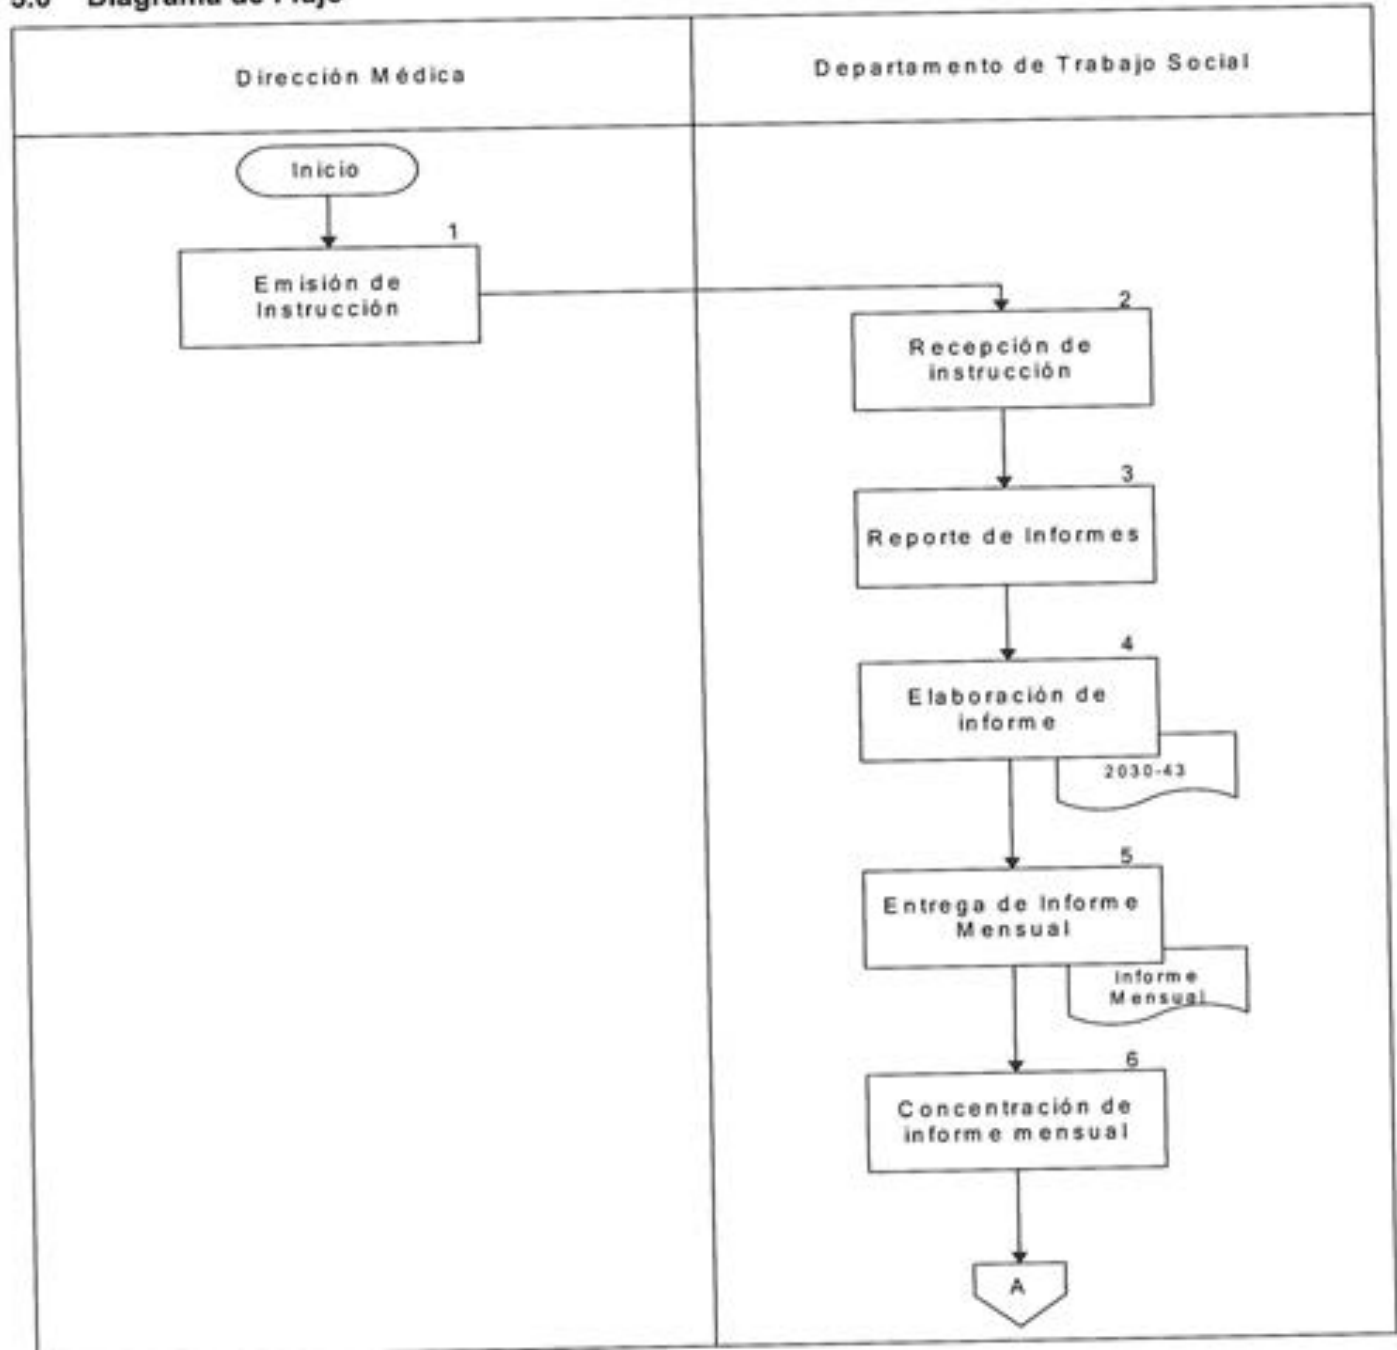 Diagrama de Flujo
Dirección Médica
Departamento de Trabajo Social
Inicio
1
Emisión de
Instrucción
2
Recepción de
instrucción
3
Reporte de Informes
4
Elaboración de
informe
2030-43
5
Entrega de Informe
Mensual
Informe
Mensual
6
Concentración de
informe mensual
A